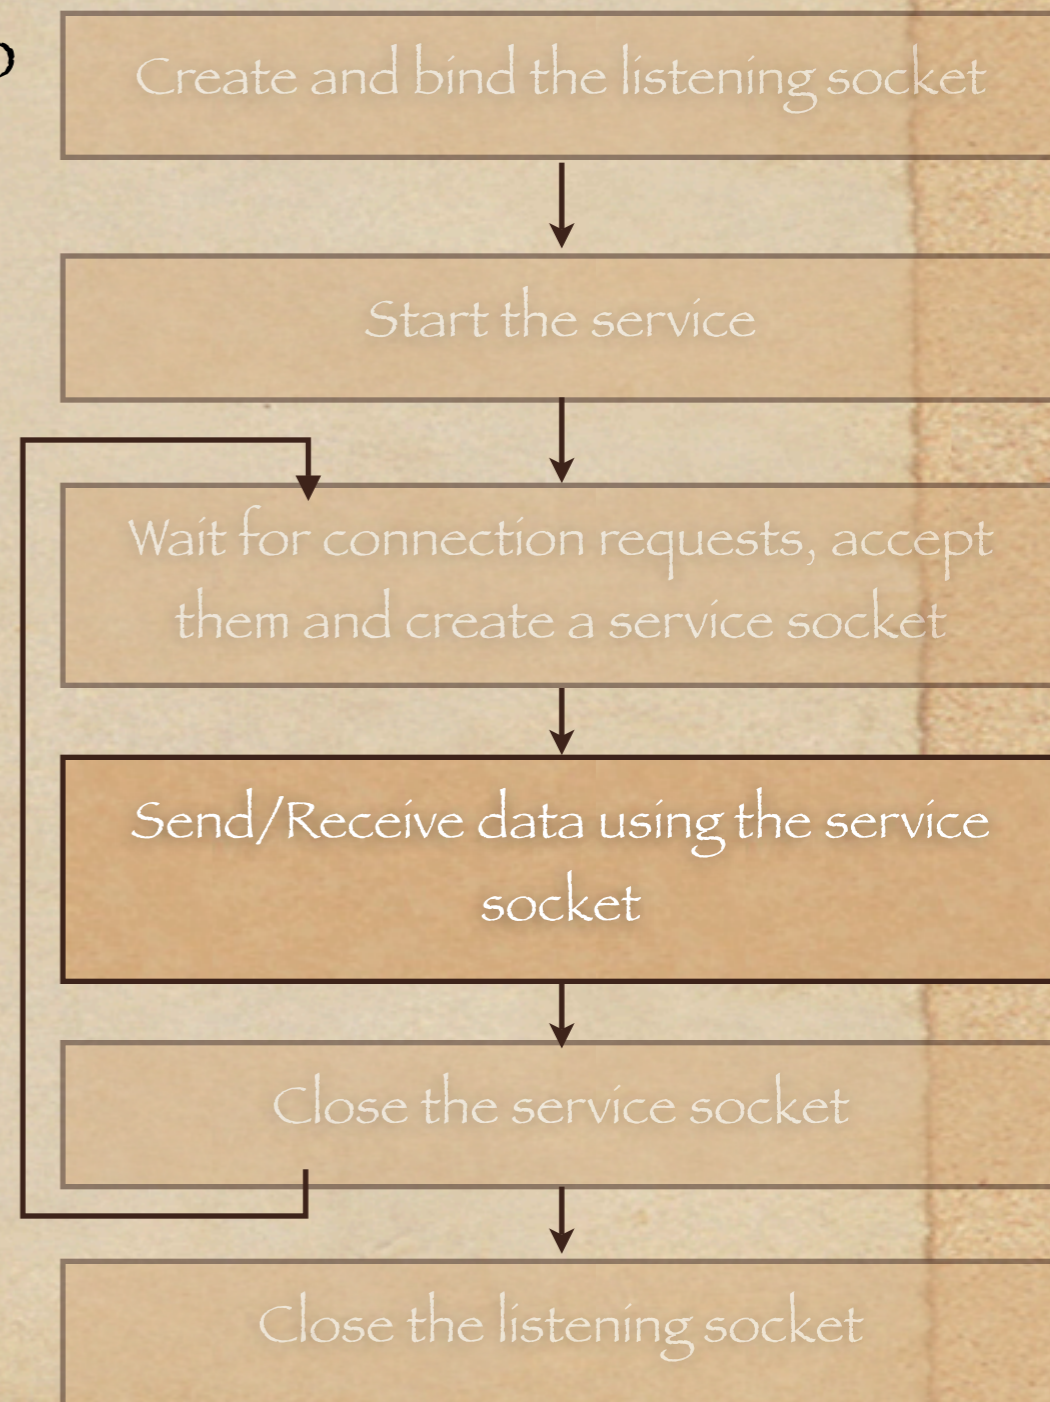 Create and bind the listening socket
Start the service
Wait for connection requests, accept
them and create a service socket
Send/Receive data using the service
socket
Close the service socket
Close the listening socket